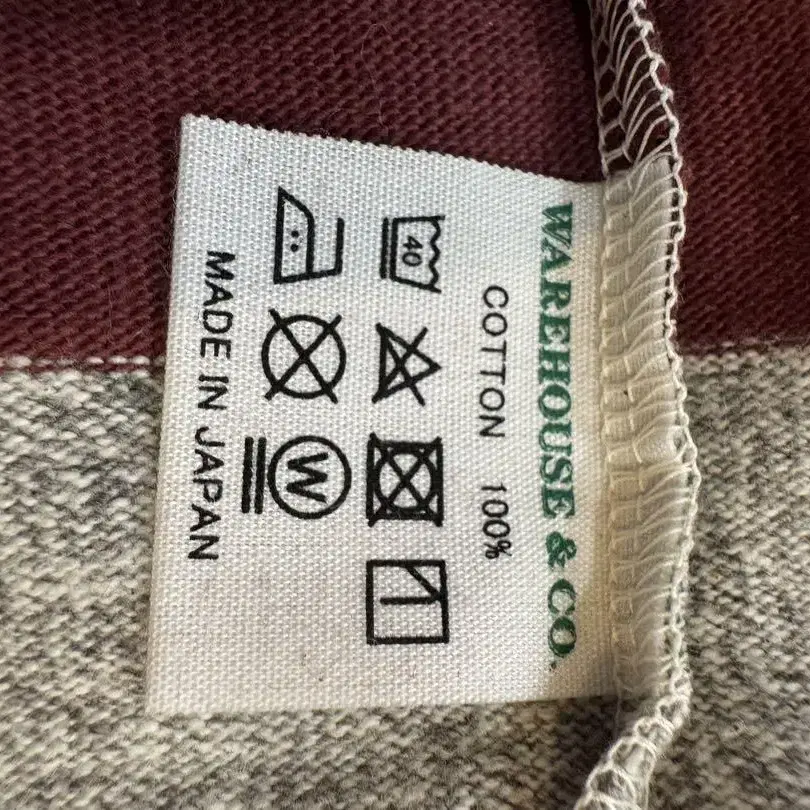 WAREHOUSE & CO.
COTTON 100%
40
W
MADE IN JAPAN